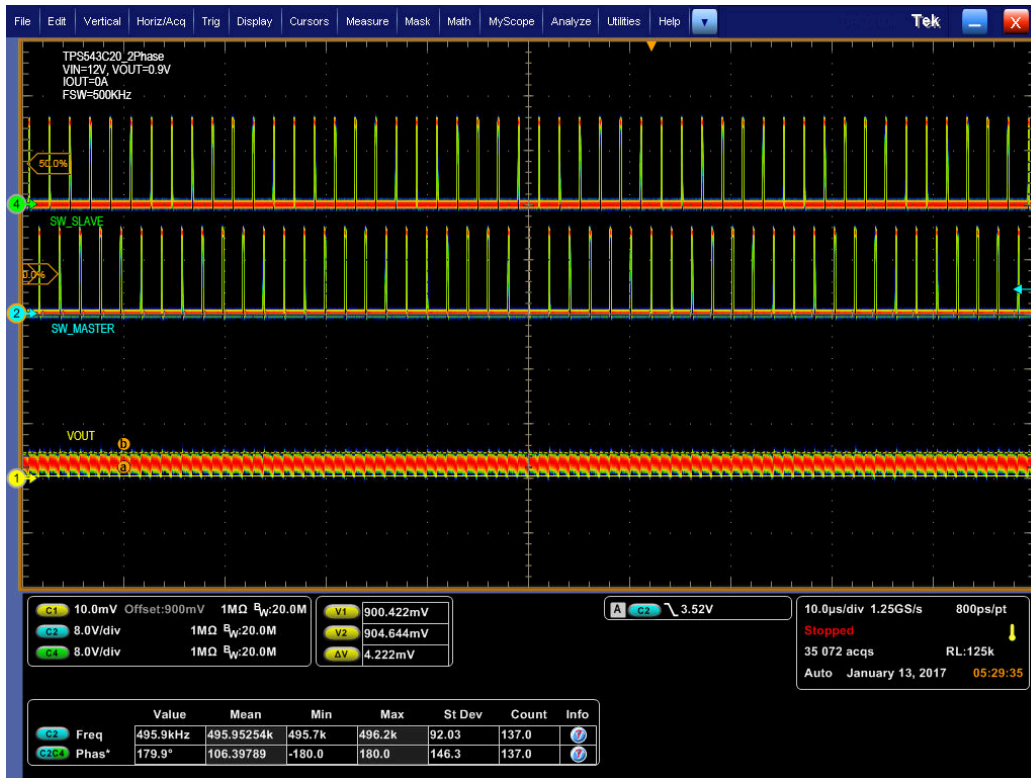 File Edit Vertical Horiz/Acq Trig Display Cursors Measure Mask Math MyScope Analyze Utilities Help Tek X
TPS543C20_2Phase
VIN=12V, VOUT=0.9V
IOUT=0A
FSW=500KHz
50.0%
4
SW_SLAVE
0.0%
2
SW_MASTER
VOUT
b
a
1
C1 10.0mV Offset:900mV 1MΩ BW:20.0M
C2 8.0V/div 1MΩ BW:20.0M
C4 8.0V/div 1MΩ BW:20.0M
V1 900.422mV
V2 904.644mV
ΔV 4.222mV
A C2 3.52V
10.0µs/div 1.25GS/s 800ps/pt
Stopped
35 072 acqs RL:125k
Auto January 13, 2017 05:29:35
Value Mean Min Max St Dev Count Info
C2 Freq 495.9kHz 495.95254k 495.7k 496.2k 92.03 137.0
C2C4 Phas* 179.9° 106.39789 -180.0 180.0 146.3 137.0